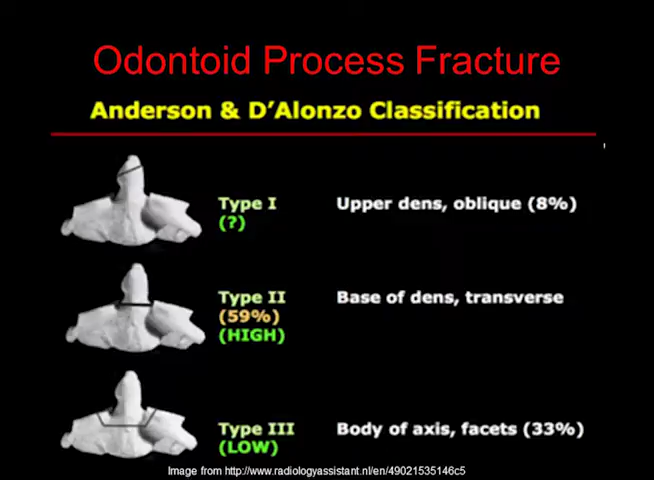 Odontoid Process Fracture
Anderson & D'Alonzo Classification
Type I Upper dens, oblique (8%)
(?)
Type II Base of dens, transverse
(59%)
(HIGH)
Type III Body of axis, facets (33%)
(LOW)
Image from http://www.radiologyassistant.nl/en/49021535146c5